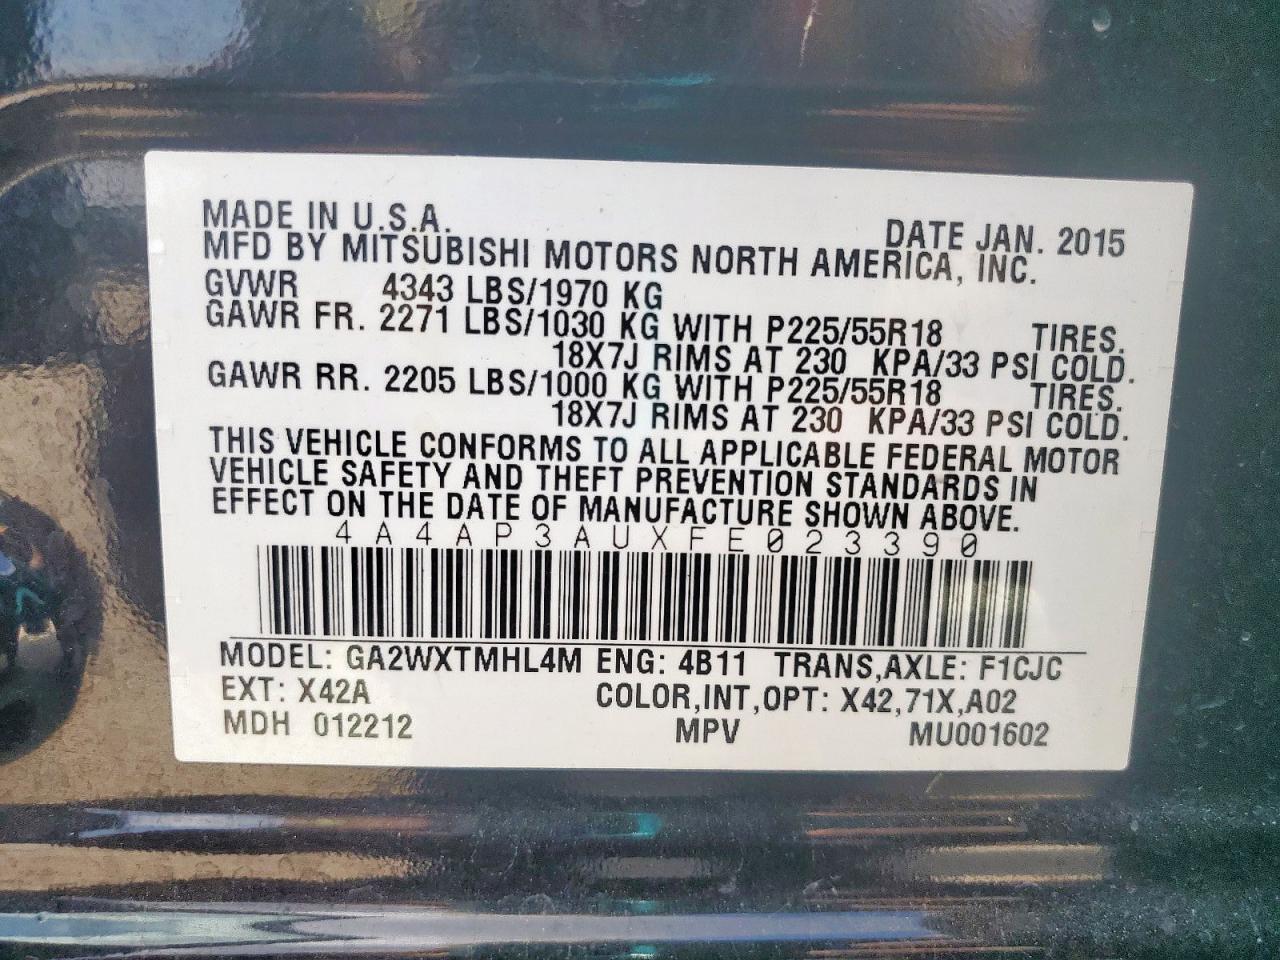 MADE IN U.S.A. DATE JAN. 2015
MFD BY MITSUBISHI MOTORS NORTH AMERICA, INC.
GVWR 4343 LBS/1970 KG
GAWR FR. 2271 LBS/1030 KG WITH P225/55R18 TIRES.
18X7J RIMS AT 230 KPA/33 PSI COLD.
GAWR RR. 2205 LBS/1000 KG WITH P225/55R18 TIRES.
18X7J RIMS AT 230 KPA/33 PSI COLD.
THIS VEHICLE CONFORMS TO ALL APPLICABLE FEDERAL MOTOR
VEHICLE SAFETY AND THEFT PREVENTION STANDARDS IN
EFFECT ON THE DATE OF MANUFACTURE SHOWN ABOVE.
4A4AP3AUXFE023390
MODEL: GA2WXTMHL4M ENG: 4B11 TRANS,AXLE: F1CJC
EXT: X42A COLOR,INT,OPT: X42,71X,A02
MDH 012212 MPV MU001602